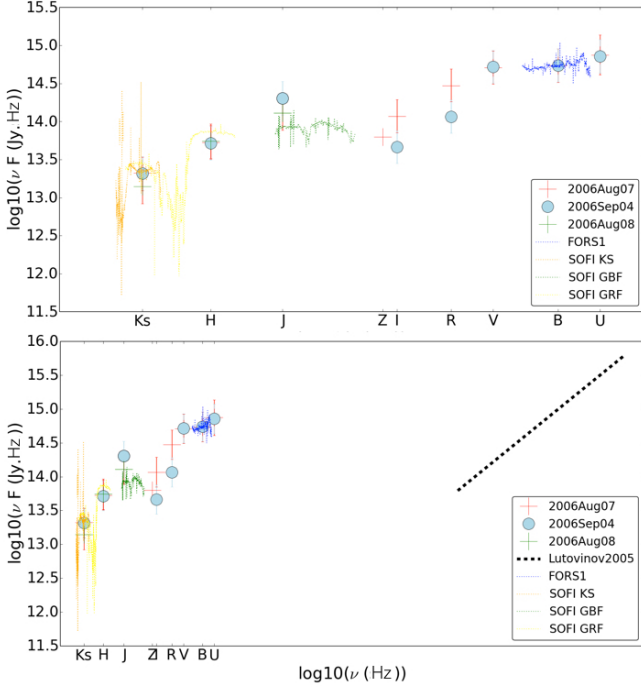 15.5
15.0
14.5
14.0
13.5
13.0
12.5
12.0
11.5
log10(ν F (Jy.Hz))
Ks H J Z I R V B U
2006Aug07
2006Sep04
2006Aug08
FORS1
SOFI KS
SOFI GBF
SOFI GRF
16.0
15.5
15.0
14.5
14.0
13.5
13.0
12.5
12.0
11.5
log10(ν F (Jy.Hz))
Ks H J Z I R V B U
2006Aug07
2006Sep04
2006Aug08
Lutovinov2005
FORS1
SOFI KS
SOFI GBF
SOFI GRF
log10(ν (Hz))